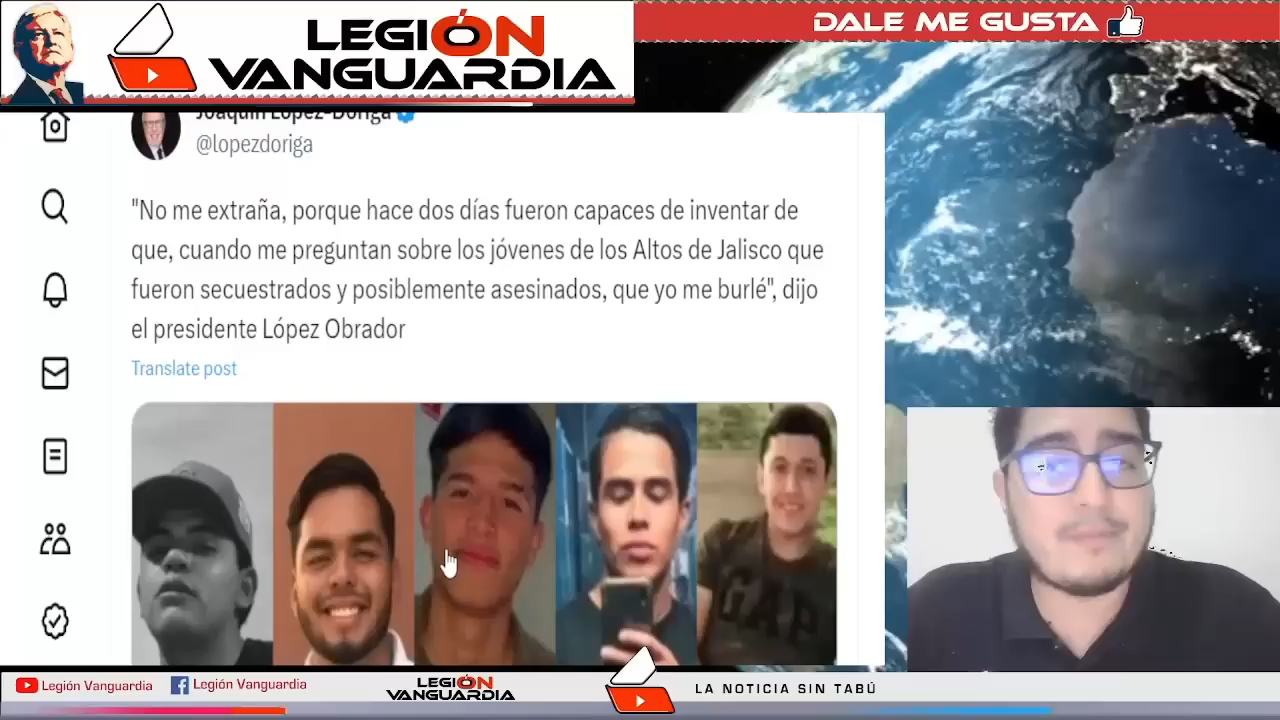 LEGIÓN
VANGUARDIA
DALE ME GUSTA
Joaquín López-Dóriga
@lopezdoriga
"No me extraña, porque hace dos días fueron capaces de inventar de
que, cuando me preguntan sobre los jóvenes de los Altos de Jalisco que
fueron secuestrados y posiblemente asesinados, que yo me burlé", dijo
el presidente López Obrador
Translate post
GAP
Legión Vanguardia
Legión Vanguardia
LEGIÓN
VANGUARDIA
LA NOTICIA SIN TABÚ